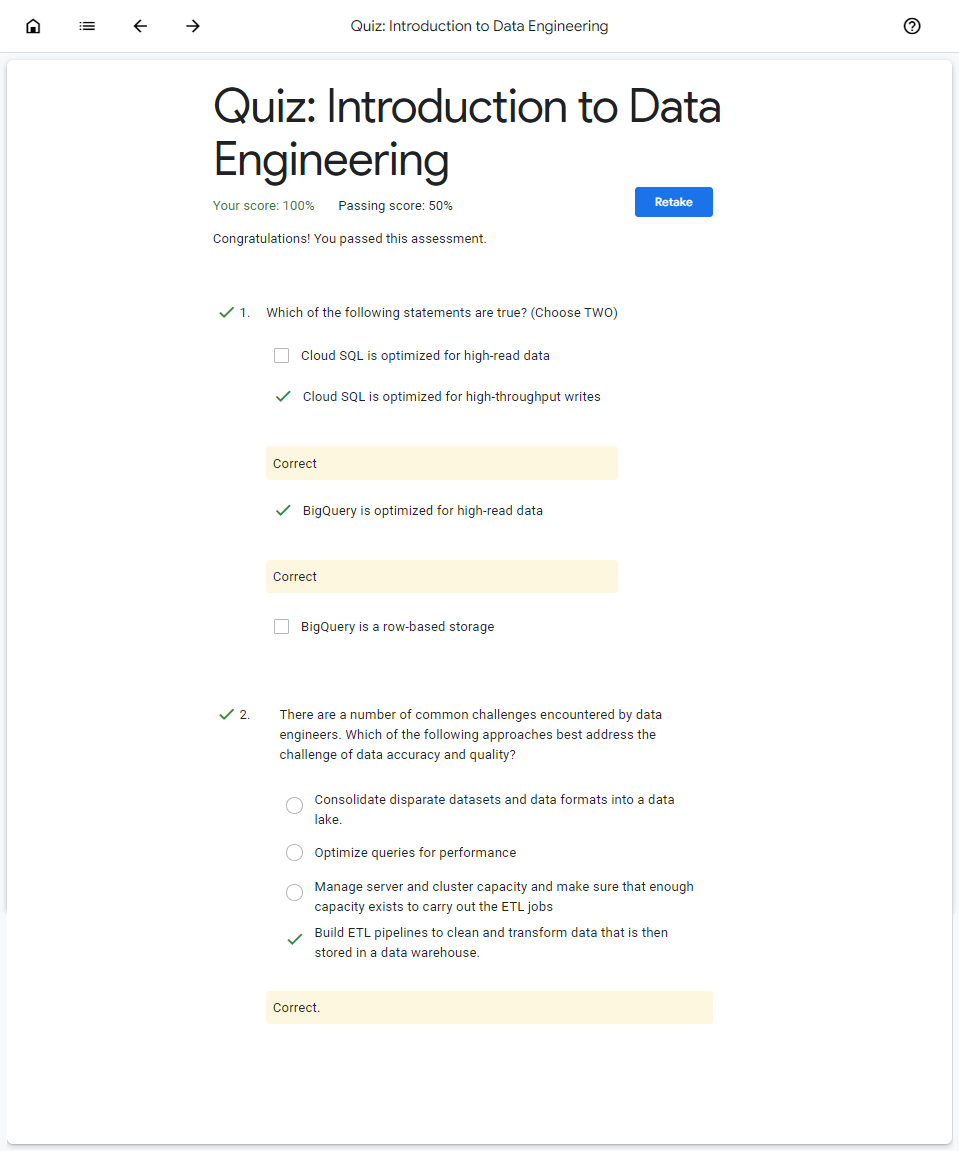 Quiz: Introduction to Data Engineering
Quiz: Introduction to Data
Engineering
Your score: 100% Passing score: 50%
Retake
Congratulations! You passed this assessment.
1. Which of the following statements are true? (Choose TWO)
Cloud SQL is optimized for high-read data
Cloud SQL is optimized for high-throughput writes
Correct
BigQuery is optimized for high-read data
Correct
BigQuery is a row-based storage
2. There are a number of common challenges encountered by data
engineers. Which of the following approaches best address the
challenge of data accuracy and quality?
Consolidate disparate datasets and data formats into a data
lake.
Optimize queries for performance
Manage server and cluster capacity and make sure that enough
capacity exists to carry out the ETL jobs
Build ETL pipelines to clean and transform data that is then
stored in a data warehouse.
Correct.